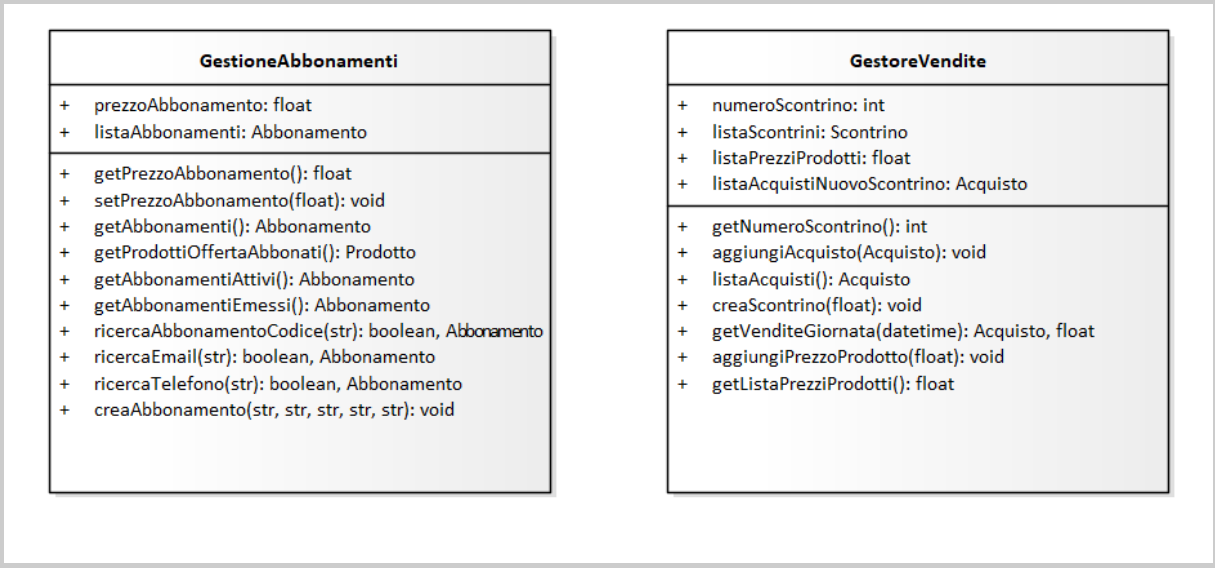 GestioneAbbonamenti
+ prezzoAbbonamento: float
+ listaAbbonamenti: Abbonamento
+ getPrezzoAbbonamento(): float
+ setPrezzoAbbonamento(float): void
+ getAbbonamenti(): Abbonamento
+ getProdottiOffertaAbbonati(): Prodotto
+ getAbbonamentiAttivi(): Abbonamento
+ getAbbonamentiEmessi(): Abbonamento
+ ricercaAbbonamentoCodice(str): boolean, Abbonamento
+ ricercaEmail(str): boolean, Abbonamento
+ ricercaTelefono(str): boolean, Abbonamento
+ creaAbbonamento(str, str, str, str, str): void
GestoreVendite
+ numeroScontrino: int
+ listaScontrini: Scontrino
+ listaPrezziProdotti: float
+ listaAcquistiNuovoScontrino: Acquisto
+ getNumeroScontrino(): int
+ aggiungiAcquisto(Acquisto): void
+ listaAcquisti(): Acquisto
+ creaScontrino(float): void
+ getVenditeGiornata(datetime): Acquisto, float
+ aggiungiPrezzoProdotto(float): void
+ getListaPrezziProdotti(): float